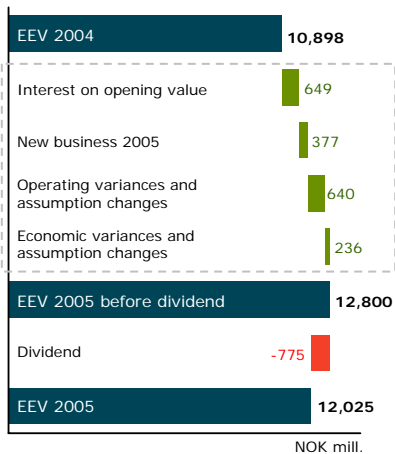 EEV 2004 10,898
Interest on opening value 649
New business 2005 377
Operating variances and
assumption changes 640
Economic variances and
assumption changes 236
EEV 2005 before dividend 12,800
Dividend -775
EEV 2005 12,025
NOK mill.